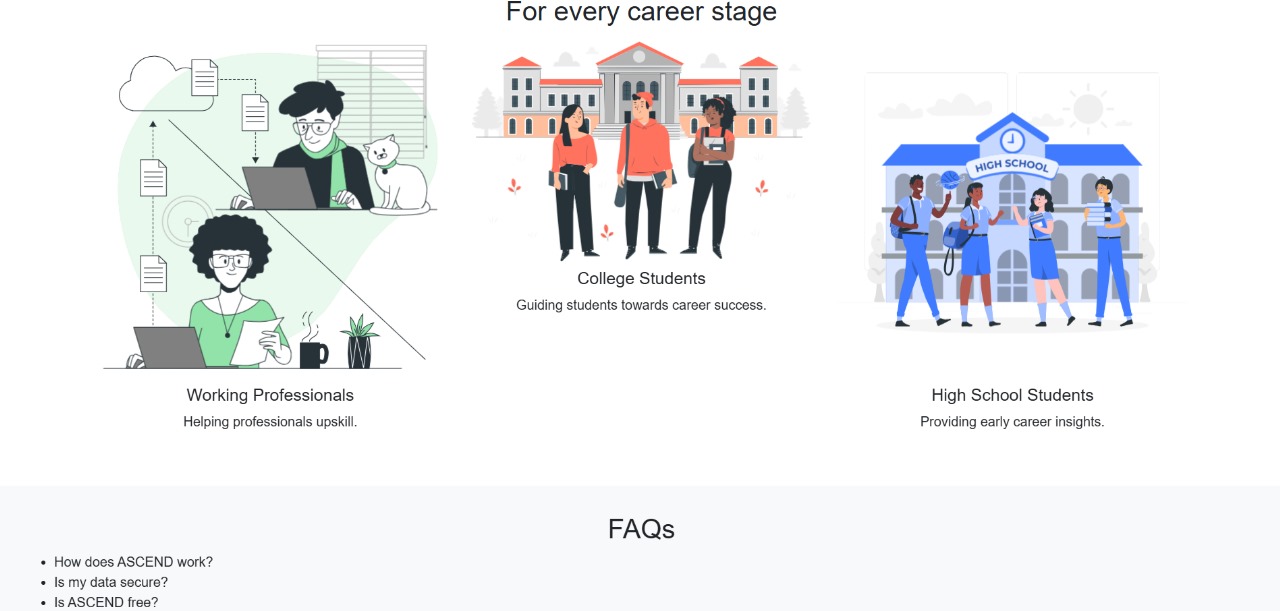 For every career stage
HIGH SCHOOL
College Students
Guiding students towards career success.
Working Professionals
Helping professionals upskill.
High School Students
Providing early career insights.
FAQs
• How does ASCEND work?
• Is my data secure?
• Is ASCEND free?